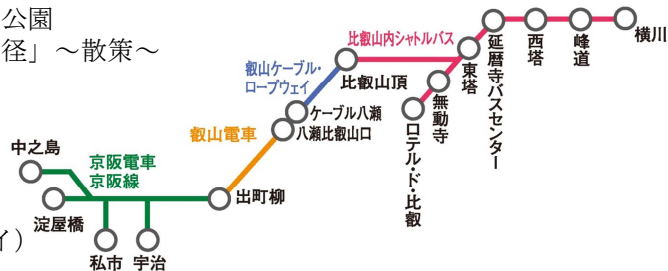 公園
径」～散策～
イ）
比叡山内シャトルバス
叡山ケーブル・
ロープウェイ
叡山電車
京阪電車
京阪線
中之島
淀屋橋
私市
宇治
出町柳
八瀬比叡山口
ケーブル八瀬
比叡山頂
ロテル・ド・比叡
無動寺
東塔
延暦寺バスセンター
西塔
峰道
横川